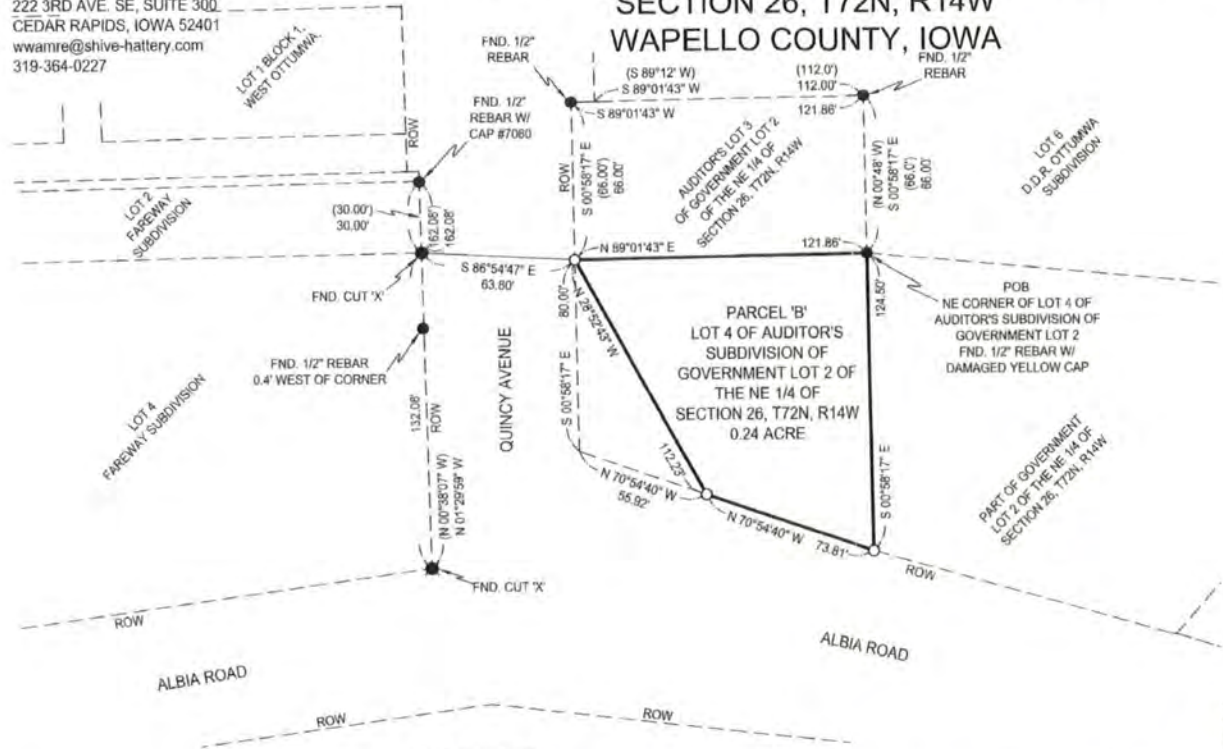 222 3RD AVE. SE, SUITE 300
CEDAR RAPIDS, IOWA 52401
wwamre@shive-hattery.com
319-364-0227
SECTION 26, T72N, R14W
WAPELLO COUNTY, IOWA
LOT 1 BLOCK 1,
WEST OTTUMWA
FND. 1/2"
REBAR
(S 89°12' W)
S 89°01'43" W
(112.0')
112.00'
FND. 1/2"
REBAR
FND. 1/2"
REBAR W/
CAP #7060
S 89°01'43" W
121.86'
ROW
ROW
S 00°58'17" E
(66.00')
66.00'
AUDITOR'S LOT 3
OF GOVERNMENT LOT 2
OF THE NE 1/4 OF
SECTION 26, T72N, R14W
(N 00°48' W)
S 00°58'17" E
(66.0')
66.00'
LOT 6
D.D.R. OTTUMWA
SUBDIVISION
LOT 2
FAREWAY
SUBDIVISION
(30.00')
30.00'
(162.08')
162.08'
N 89°01'43" E
121.86'
S 86°54'47" E
63.80'
FND. CUT 'X'
80.00'
S 00°58'17" E
N 28°52'43" W
112.23'
124.50'
S 00°58'17" E
POB
NE CORNER OF LOT 4 OF
AUDITOR'S SUBDIVISION OF
GOVERNMENT LOT 2
FND. 1/2" REBAR W/
DAMAGED YELLOW CAP
PARCEL 'B'
LOT 4 OF AUDITOR'S
SUBDIVISION OF
GOVERNMENT LOT 2 OF
THE NE 1/4 OF
SECTION 26, T72N, R14W
0.24 ACRE
FND. 1/2" REBAR
0.4' WEST OF CORNER
QUINCY AVENUE
LOT 4
FAREWAY SUBDIVISION
132.08'
ROW
(N 00°38'07" W)
N 01°29'59" W
N 70°54'40" W
55.92'
N 70°54'40" W
73.81'
PART OF GOVERNMENT
LOT 2 OF THE NE 1/4 OF
SECTION 26, T72N, R14W
FND. CUT 'X'
ROW
ROW
ALBIA ROAD
ALBIA ROAD
ROW
ROW